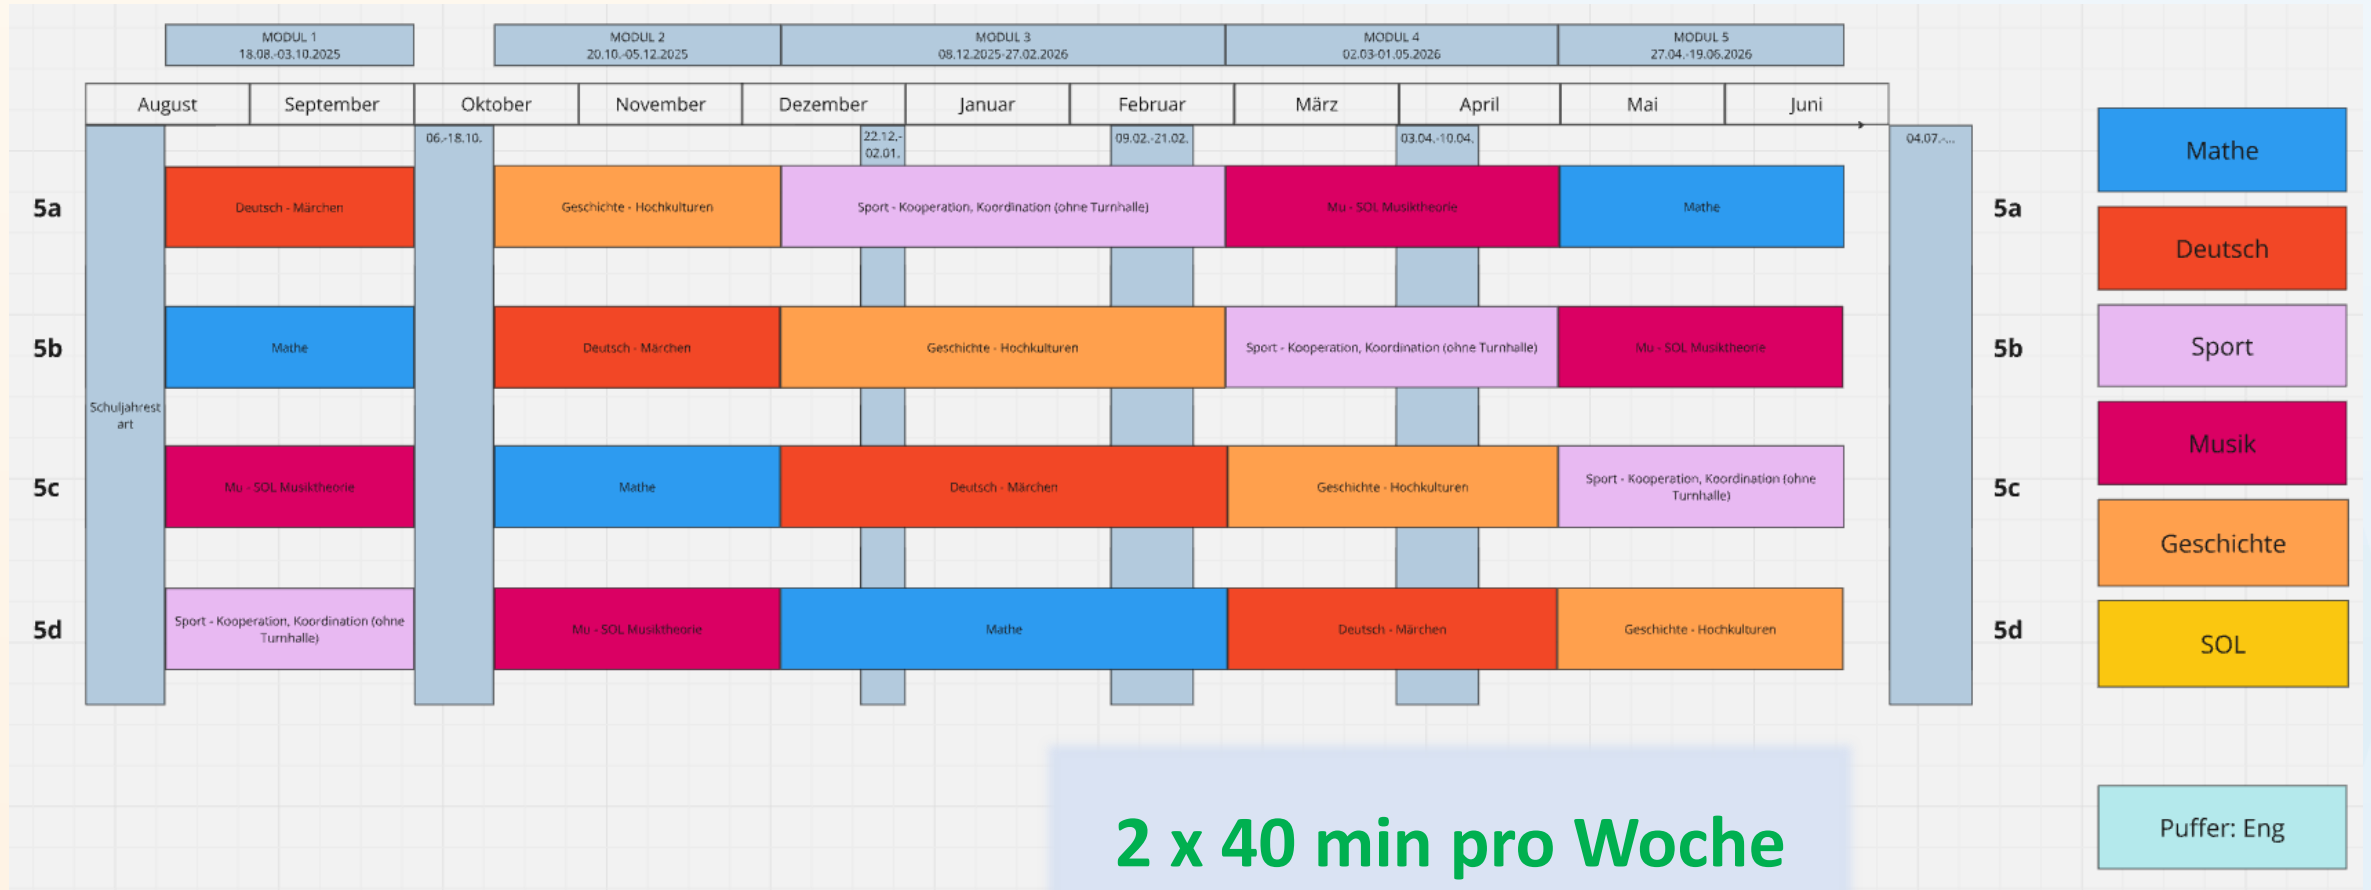 MODUL 1
18.08.-03.10.2025
MODUL 2
20.10.-05.12.2025
MODUL 3
08.12.2025-27.02.2026
MODUL 4
02.03-01.05.2026
MODUL 5
27.04.-19.06.2026
August
September
Oktober
November
Dezember
Januar
Februar
März
April
Mai
Juni
06.-18.10.
22.12.-
02.01.
09.02.-21.02.
03.04.-10.04.
04.07.-...
Schuljahrest
art
5a
Deutsch - Märchen
Geschichte - Hochkulturen
Sport - Kooperation, Koordination (ohne Turnhalle)
Mu - SOL Musiktheorie
Mathe
5a
5b
Mathe
Deutsch - Märchen
Geschichte - Hochkulturen
Sport - Kooperation, Koordination (ohne Turnhalle)
Mu - SOL Musiktheorie
5b
5c
Mu - SOL Musiktheorie
Mathe
Deutsch - Märchen
Geschichte - Hochkulturen
Sport - Kooperation, Koordination (ohne
Turnhalle)
5c
5d
Sport - Kooperation, Koordination (ohne
Turnhalle)
Mu - SOL Musiktheorie
Mathe
Deutsch - Märchen
Geschichte - Hochkulturen
5d
Mathe
Deutsch
Sport
Musik
Geschichte
SOL
Puffer: Eng
2 x 40 min pro Woche